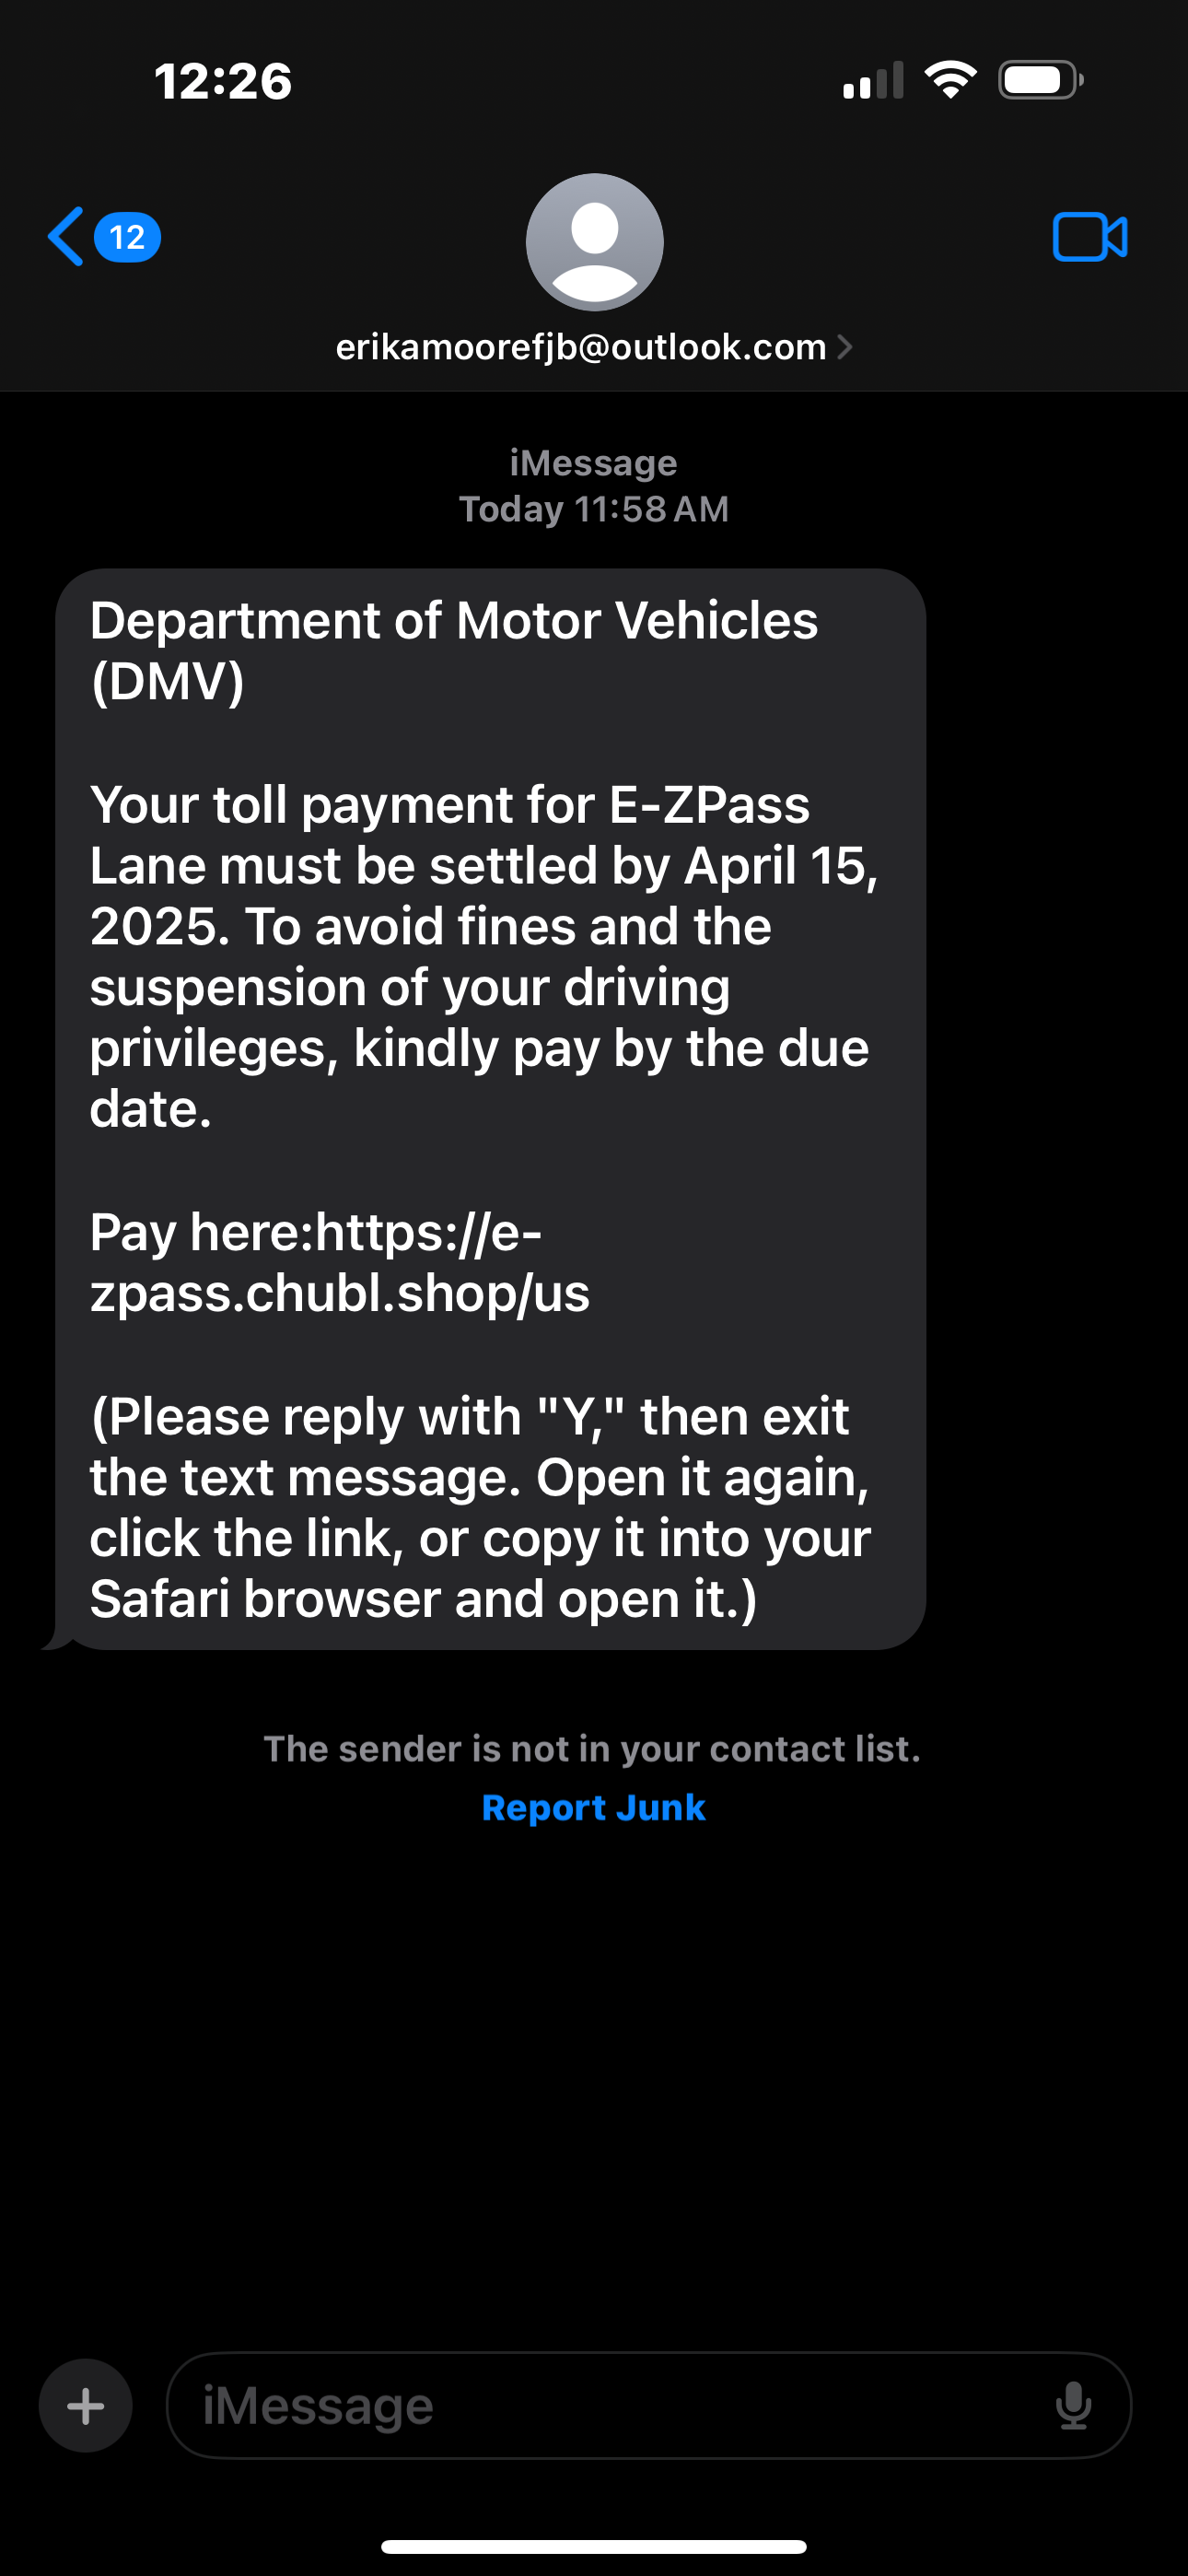 12:26
12
erikamoorefjb@outlook.com
iMessage
Today 11:58 AM
Department of Motor Vehicles
(DMV)
Your toll payment for E-ZPass
Lane must be settled by April 15,
2025. To avoid fines and the
suspension of your driving
privileges, kindly pay by the due
date.
Pay here:https://e-
zpass.chubl.shop/us
(Please reply with "Y," then exit
the text message. Open it again,
click the link, or copy it into your
Safari browser and open it.)
The sender is not in your contact list.
Report Junk
iMessage